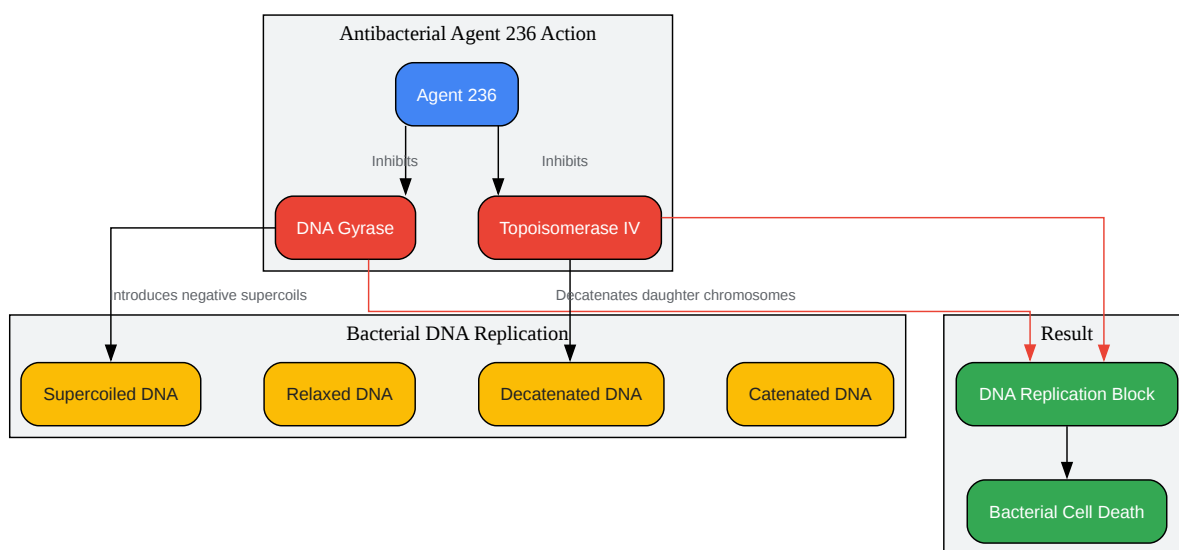 Antibacterial Agent 236 Action
Agent 236
Inhibits
Inhibits
DNA Gyrase
Topoisomerase IV
Introduces negative supercoils
Decatenates daughter chromosomes
Bacterial DNA Replication
Result
Supercoiled DNA
Relaxed DNA
Decatenated DNA
Catenated DNA
DNA Replication Block
Bacterial Cell Death